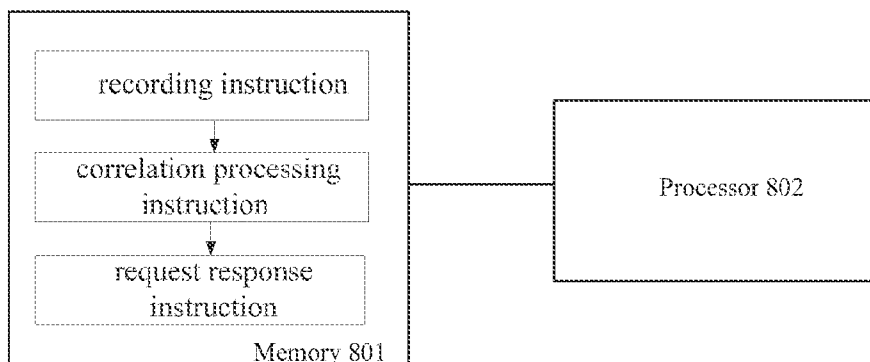 recording instruction
correlation processing
instruction
request response
instruction
Memory 801
Processor 802